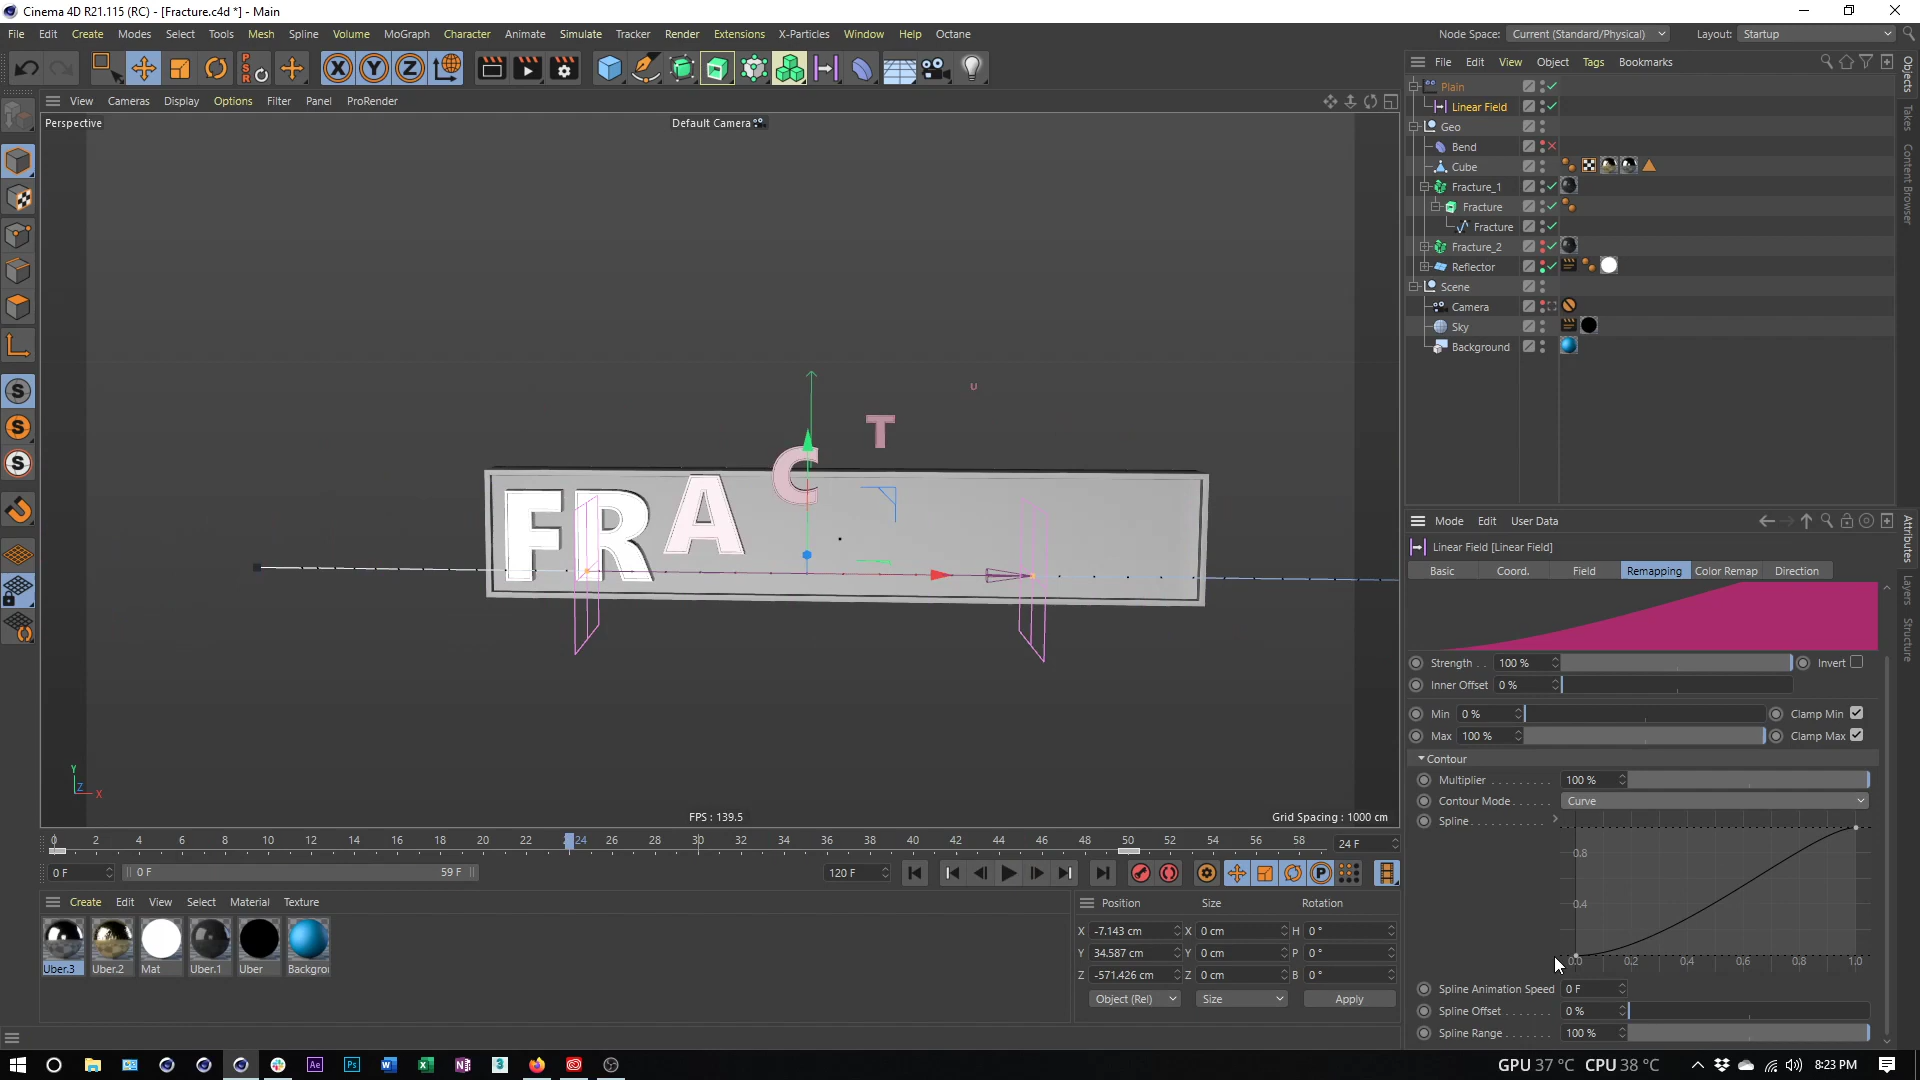 Cinema 4D R21.115 (RC) - [Fracture.c4d *] - Main
File Edit Create Modes Select Tools Mesh Spline Volume MoGraph Character Animate Simulate Tracker Render Extensions X-Particles Window Help Octane
Node Space: Current (Standard/Physical) Layout: Startup
PSR X Y Z
File Edit View Object Tags Bookmarks
View Cameras Display Options Filter Panel ProRender
Perspective
Default Camera
Plain
Linear Field
Geo
Bend
Cube
Fracture_1
Fracture
Fracture
Fracture_2
Reflector
Scene
Camera
Sky
Background
Objects
Takes
Content Browser
FRACTU
Y
Z
X
FPS : 139.5
Grid Spacing : 1000 cm
Mode Edit User Data
Linear Field [Linear Field]
Basic Coord. Field Remapping Color Remap Direction
Strength . . 100 % Invert
Inner Offset 0 %
Min 0 % Clamp Min
Max 100 % Clamp Max
Contour
Multiplier . . . . . . . . . 100 %
Contour Mode . . . . . . Curve
Spline . . . . . . . . . . . .
0.8
0.4
0.0 0.2 0.4 0.6 0.8 1.0
Spline Animation Speed 0 F
Spline Offset . . . . . . . 0 %
Spline Range . . . . . . . 100 %
Attributes
Layers
Structure
0 2 4 6 8 10 12 14 16 18 20 22 24 26 28 30 32 34 36 38 40 42 44 46 48 50 52 54 56 58 24 F
0 F 0 F 59 F 120 F
P
Create Edit View Select Material Texture
Uber.3 Uber.2 Mat Uber.1 Uber Backgroi
Position Size Rotation
X -7.143 cm X 0 cm H 0 °
Y 34.587 cm Y 0 cm P 0 °
Z -571.426 cm Z 0 cm B 0 °
Object (Rel) Size Apply
GPU 37 °C CPU 38 °C
8:23 PM